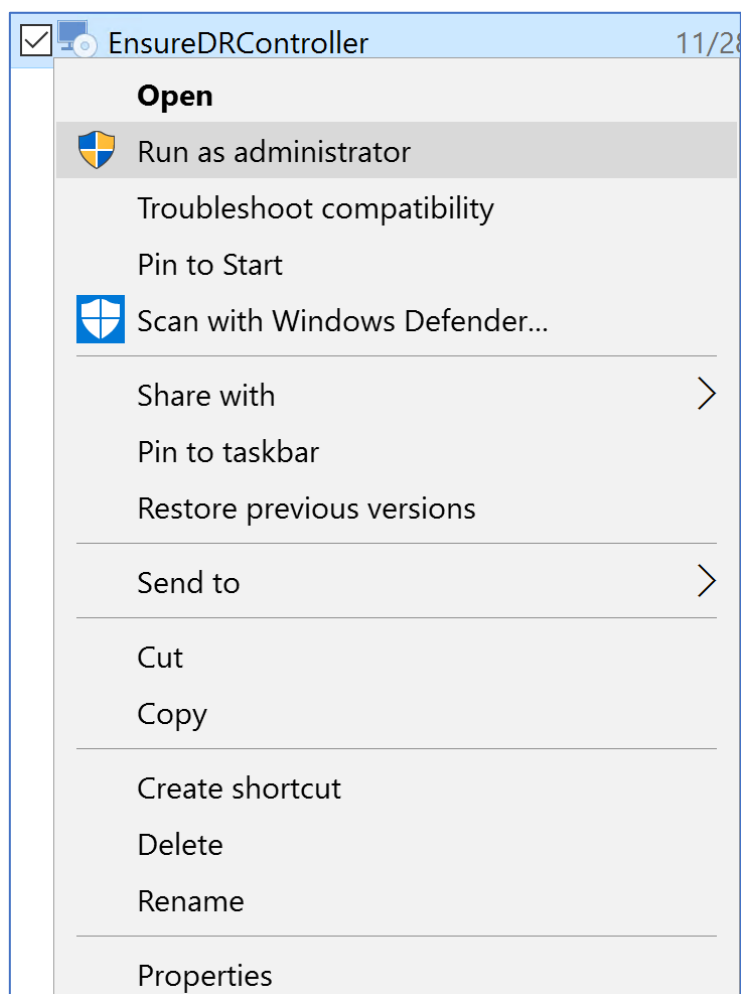 EnsureDRController 11/28
Open
Run as administrator
Troubleshoot compatibility
Pin to Start
Scan with Windows Defender...
Share with
Pin to taskbar
Restore previous versions
Send to
Cut
Copy
Create shortcut
Delete
Rename
Properties